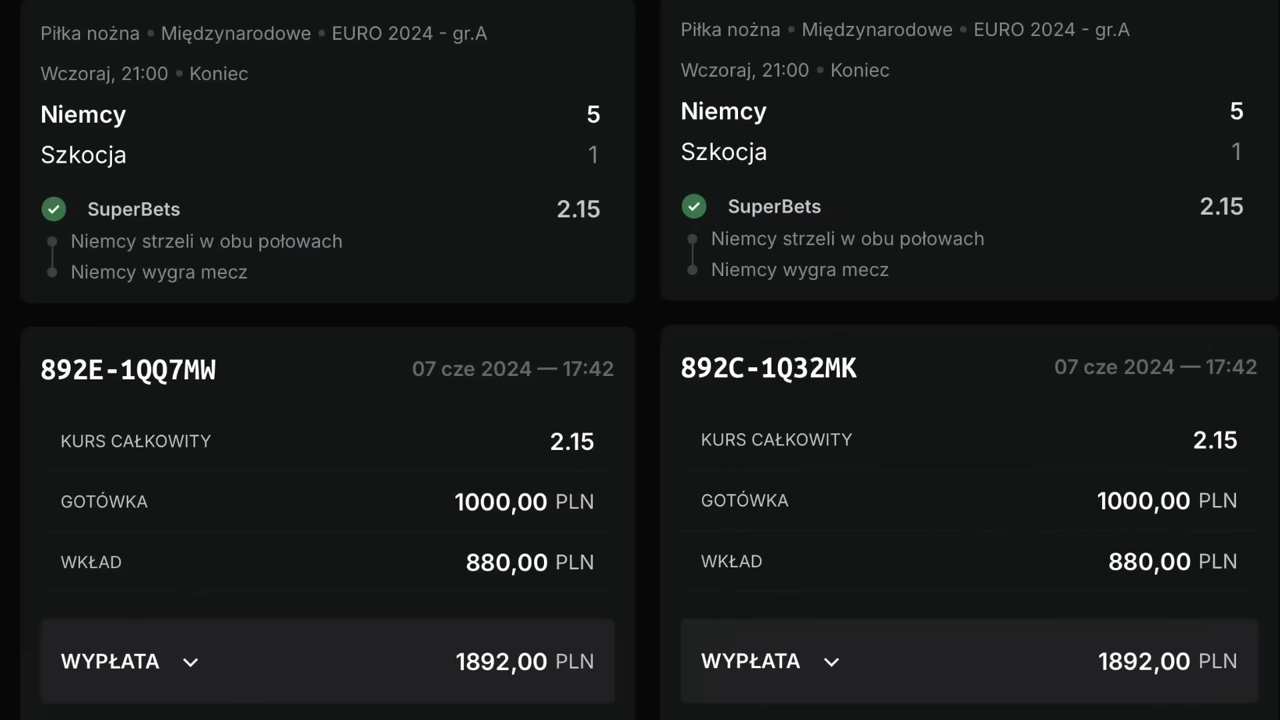 Piłka nożna • Międzynarodowe • EURO 2024 - gr.A
Wczoraj, 21:00 • Koniec
Niemcy 5
Szkocja 1
SuperBets 2.15
Niemcy strzeli w obu połowach
Niemcy wygra mecz
892E-1QQ7MW 07 cze 2024 — 17:42
KURS CAŁKOWITY 2.15
GOTÓWKA 1000,00 PLN
WKŁAD 880,00 PLN
WYPŁATA 1892,00 PLN
Piłka nożna • Międzynarodowe • EURO 2024 - gr.A
Wczoraj, 21:00 • Koniec
Niemcy 5
Szkocja 1
SuperBets 2.15
Niemcy strzeli w obu połowach
Niemcy wygra mecz
892C-1Q32MK 07 cze 2024 — 17:42
KURS CAŁKOWITY 2.15
GOTÓWKA 1000,00 PLN
WKŁAD 880,00 PLN
WYPŁATA 1892,00 PLN